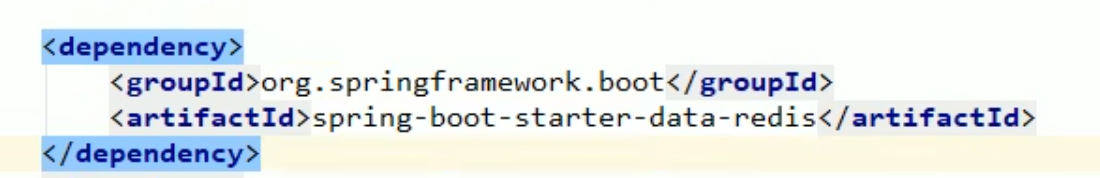 <dependency>
<groupId>org.springframework.boot</groupId>
<artifactId>spring-boot-starter-data-redis</artifactId>
</dependency>